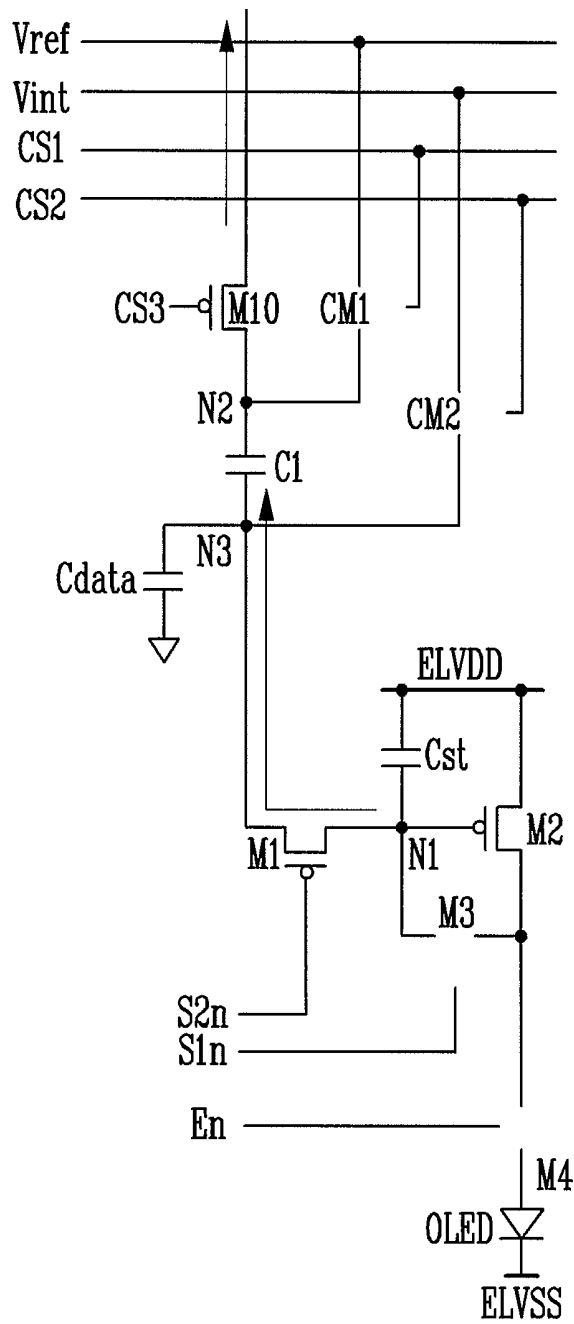 Vref
Vint
CS1
CS2
CS3
M10
CM1
N2
CM2
C1
N3
Cdata
ELVDD
Cst
M2
M1
N1
M3
S2n
S1n
En
M4
OLED
ELVSS